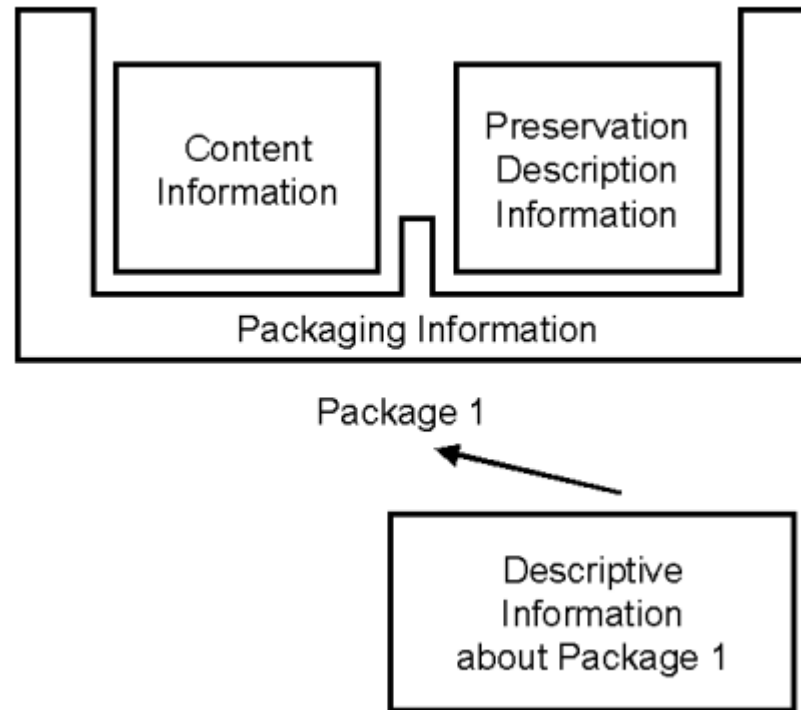 Content
Information
Preservation
Description
Information
Packaging Information
Package 1
Descriptive
Information
about Package 1